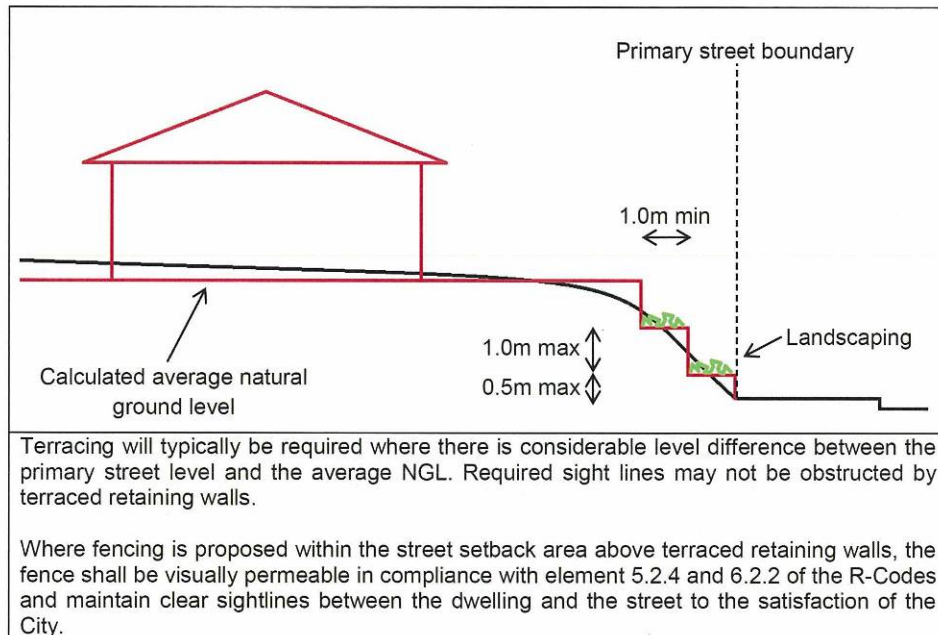 Primary street boundary
1.0m min
Landscaping
1.0m max
0.5m max
Calculated average natural
ground level
Terracing will typically be required where there is considerable level difference between the
primary street level and the average NGL. Required sight lines may not be obstructed by
terraced retaining walls.
Where fencing is proposed within the street setback area above terraced retaining walls, the
fence shall be visually permeable in compliance with element 5.2.4 and 6.2.2 of the R-Codes
and maintain clear sightlines between the dwelling and the street to the satisfaction of the
City.